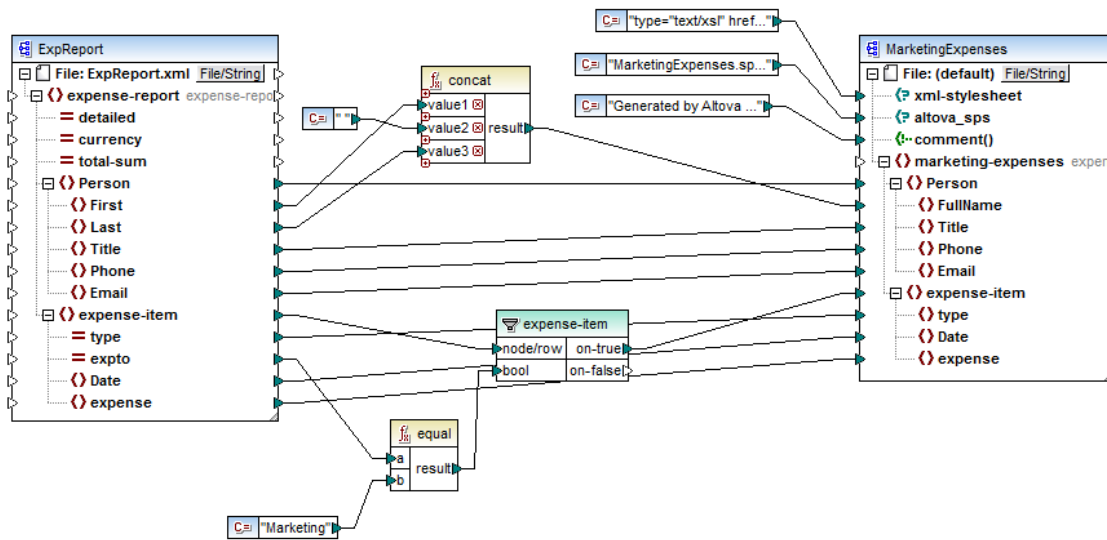 ExpReport
File: ExpReport.xml File/String
expense-report expense-repo
detailed
currency
total-sum
Person
First
Last
Title
Phone
Email
expense-item
type
expto
Date
expense
C= " "
concat
value1
value2
value3
result
C= "type="text/xsl" href..."
C= "MarketingExpenses.sp..."
C= "Generated by Altova ..."
expense-item
node/row on-true
bool on-false
equal
a
b
result
C= "Marketing"
MarketingExpenses
File: (default) File/String
xml-stylesheet
altova_sps
comment()
marketing-expenses exper
Person
FullName
Title
Phone
Email
expense-item
type
Date
expense